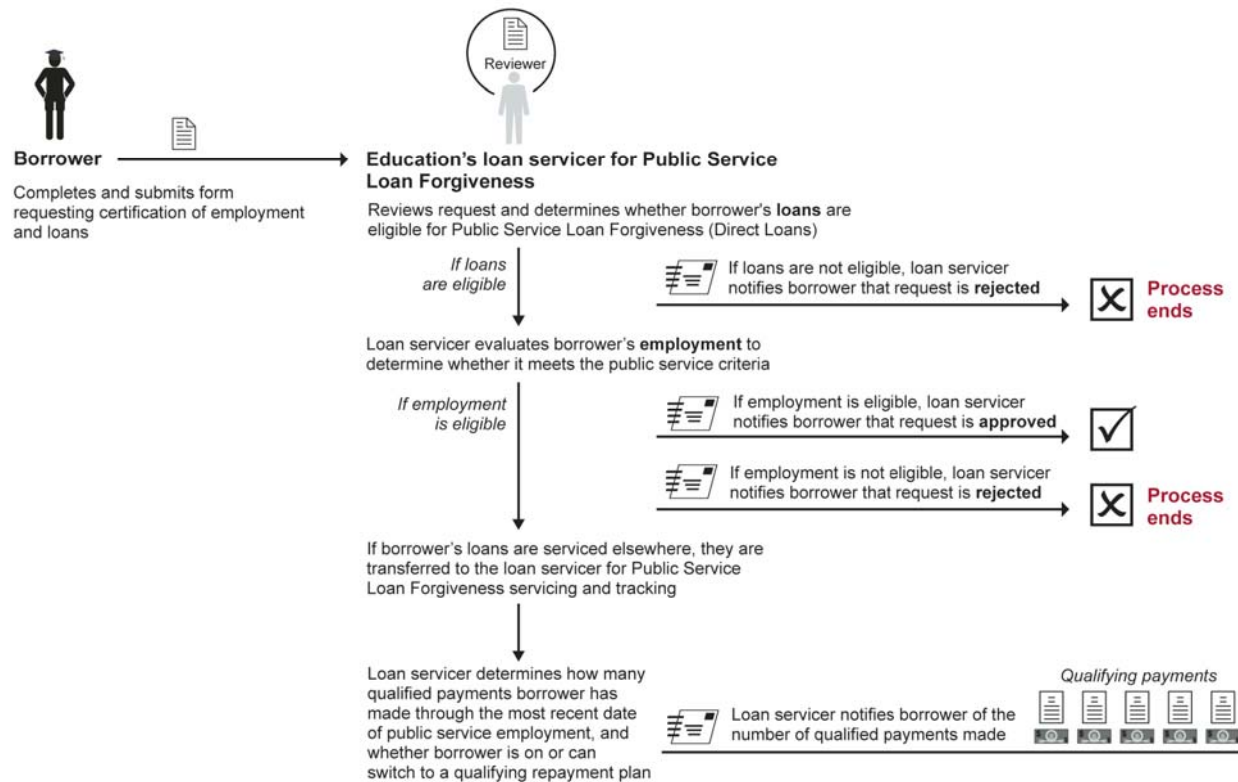 Reviewer
Borrower
Completes and submits form
requesting certification of employment
and loans
Education's loan servicer for Public Service
Loan Forgiveness
Reviews request and determines whether borrower's loans are
eligible for Public Service Loan Forgiveness (Direct Loans)
If loans
are eligible
If loans are not eligible, loan servicer
notifies borrower that request is rejected
Process
ends
Loan servicer evaluates borrower's employment to
determine whether it meets the public service criteria
If employment
is eligible
If employment is eligible, loan servicer
notifies borrower that request is approved
If employment is not eligible, loan servicer
notifies borrower that request is rejected
Process
ends
If borrower's loans are serviced elsewhere, they are
transferred to the loan servicer for Public Service
Loan Forgiveness servicing and tracking
Loan servicer determines how many
qualified payments borrower has
made through the most recent date
of public service employment, and
whether borrower is on or can
switch to a qualifying repayment plan
Loan servicer notifies borrower of the
number of qualified payments made
Qualifying payments